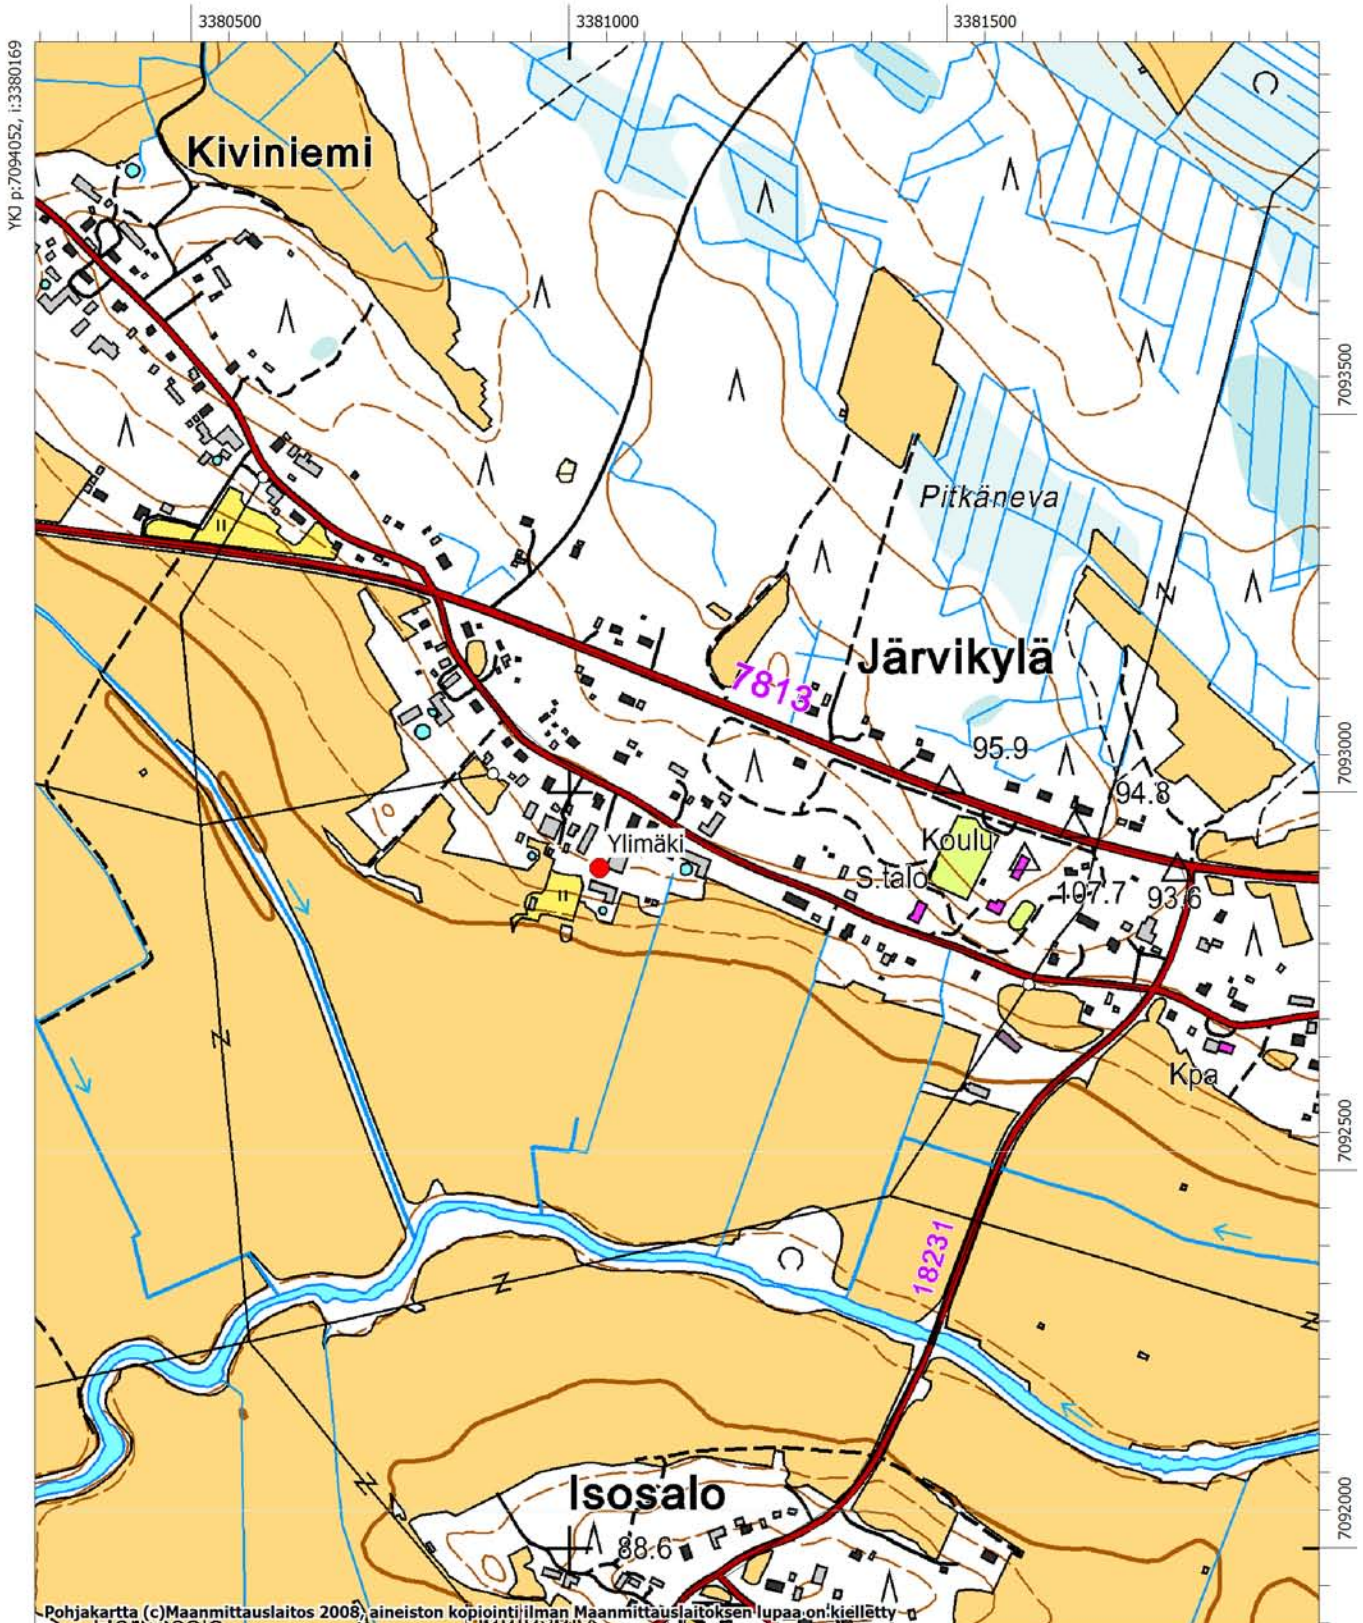 3380500
3381000
3381500
YKJ p:7094052, i:3380169
Kiviniemi
7093500
Pitkäneva
Järvikylä
7813
95.9
7093000
94.8
Koulu
Ylimäki
S.talo
107.7
93.6
Kpa
7092500
18231
Isosalo
7092000
88.6
Pohjakartta (c)Maanmittauslaitos 2008, aineiston kopiointi ilman Maanmittauslaitoksen lupaa on kielletty